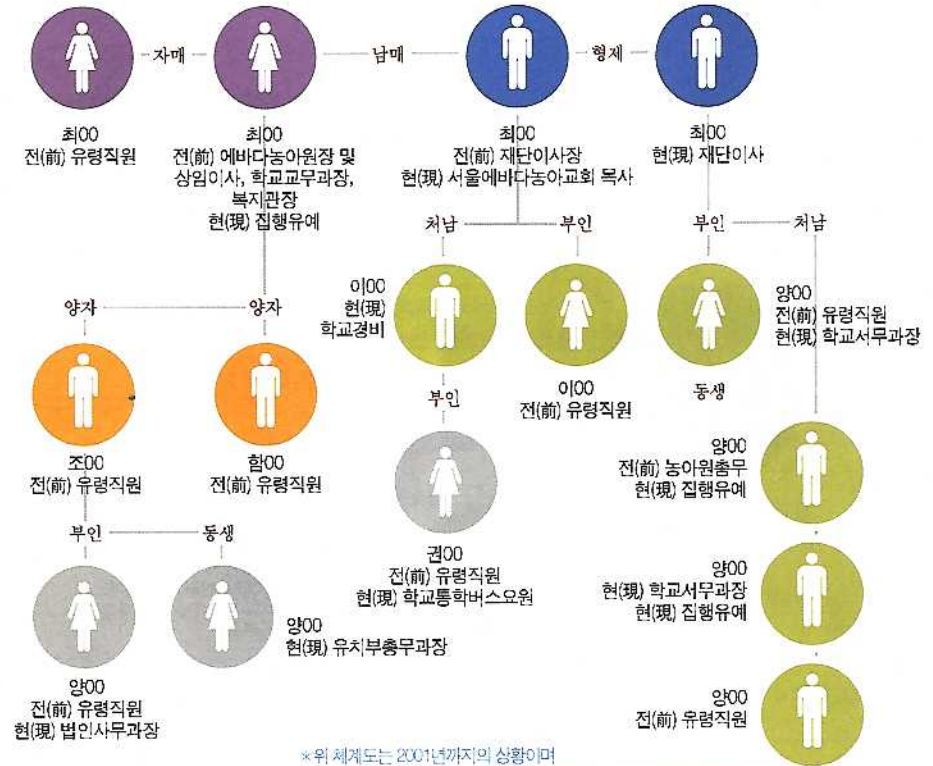 자매
남매
형제
최00
전(前) 유령직원
최00
전(前) 에바다농아원장 및
상임이사, 학교교무과장,
복지관장
현(現) 집행유예
최00
전(前) 재단이사장
현(現) 서울에바다농아교회 목사
최00
현(現) 재단이사
처남
부인
부인
처남
이00
현(現)
학교경비
양00
전(前) 유령직원
현(現) 학교서무과장
양자
양자
부인
이00
전(前) 유령직원
동생
조00
전(前) 유령직원
함00
전(前) 유령직원
양00
전(前) 농아원총무
현(現) 집행유예
부인
동생
권00
전(前) 유령직원
현(現) 학교통학버스요원
양00
현(現) 학교서무과장
현(現) 집행유예
양00
현(現) 유치부총무과장
양00
전(前) 유령직원
현(現) 법인사무과장
양00
전(前) 유령직원
*위 체계도는 2001년까지의 상황이며